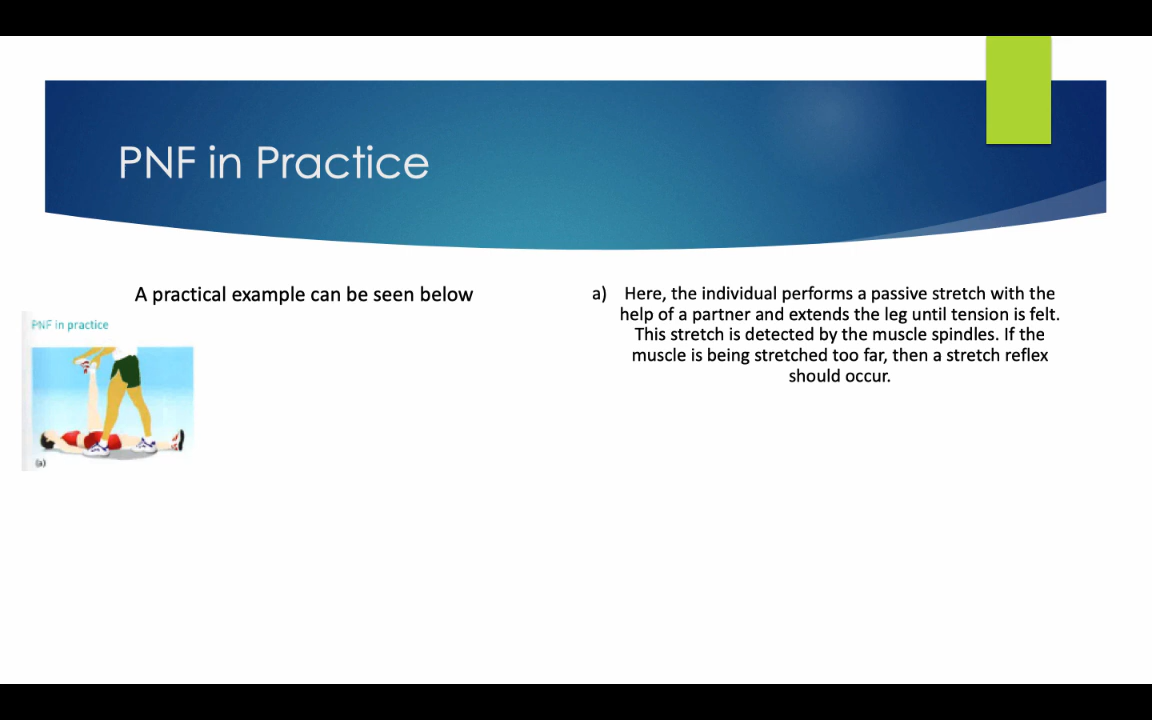 PNF in Practice
A practical example can be seen below
PNF in practice
(a)
a) Here, the individual performs a passive stretch with the
help of a partner and extends the leg until tension is felt.
This stretch is detected by the muscle spindles. If the
muscle is being stretched too far, then a stretch reflex
should occur.